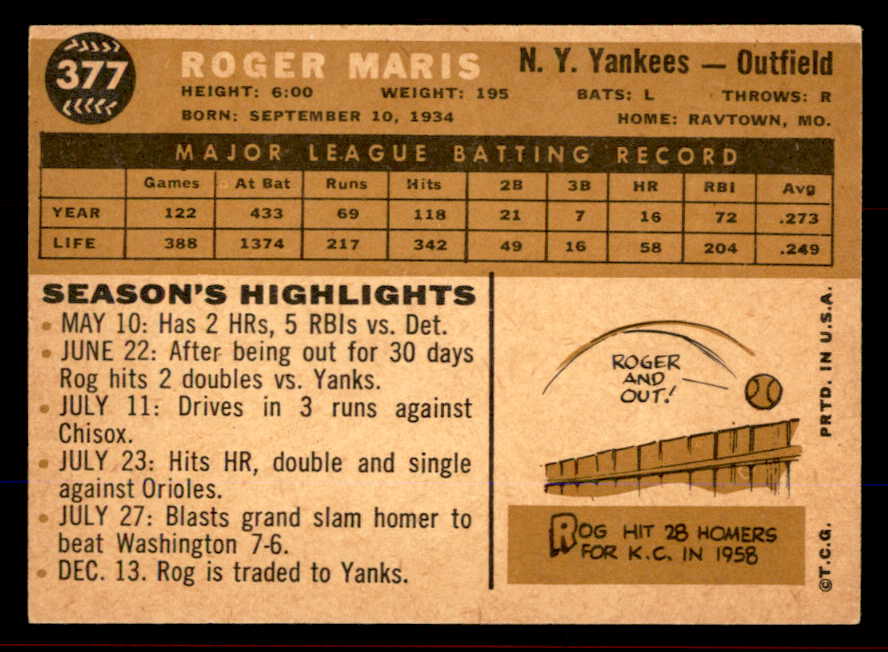 377
ROGER MARIS N. Y. Yankees — Outfield
HEIGHT: 6:00 WEIGHT: 195 BATS: L THROWS: R
BORN: SEPTEMBER 10, 1934 HOME: RAVTOWN, MO.
MAJOR LEAGUE BATTING RECORD
Games At Bat Runs Hits 2B 3B HR RBI Avg
YEAR 122 433 69 118 21 7 16 72 .273
LIFE 388 1374 217 342 49 16 58 204 .249
SEASON'S HIGHLIGHTS
• MAY 10: Has 2 HRs, 5 RBIs vs. Det.
• JUNE 22: After being out for 30 days
Rog hits 2 doubles vs. Yanks.
• JULY 11: Drives in 3 runs against
Chisox.
• JULY 23: Hits HR, double and single
against Orioles.
• JULY 27: Blasts grand slam homer to
beat Washington 7-6.
• DEC. 13. Rog is traded to Yanks.
ROGER
AND
OUT!
ROG HIT 28 HOMERS
FOR K.C. IN 1958
©T.C.G. PRTD. IN U.S.A.